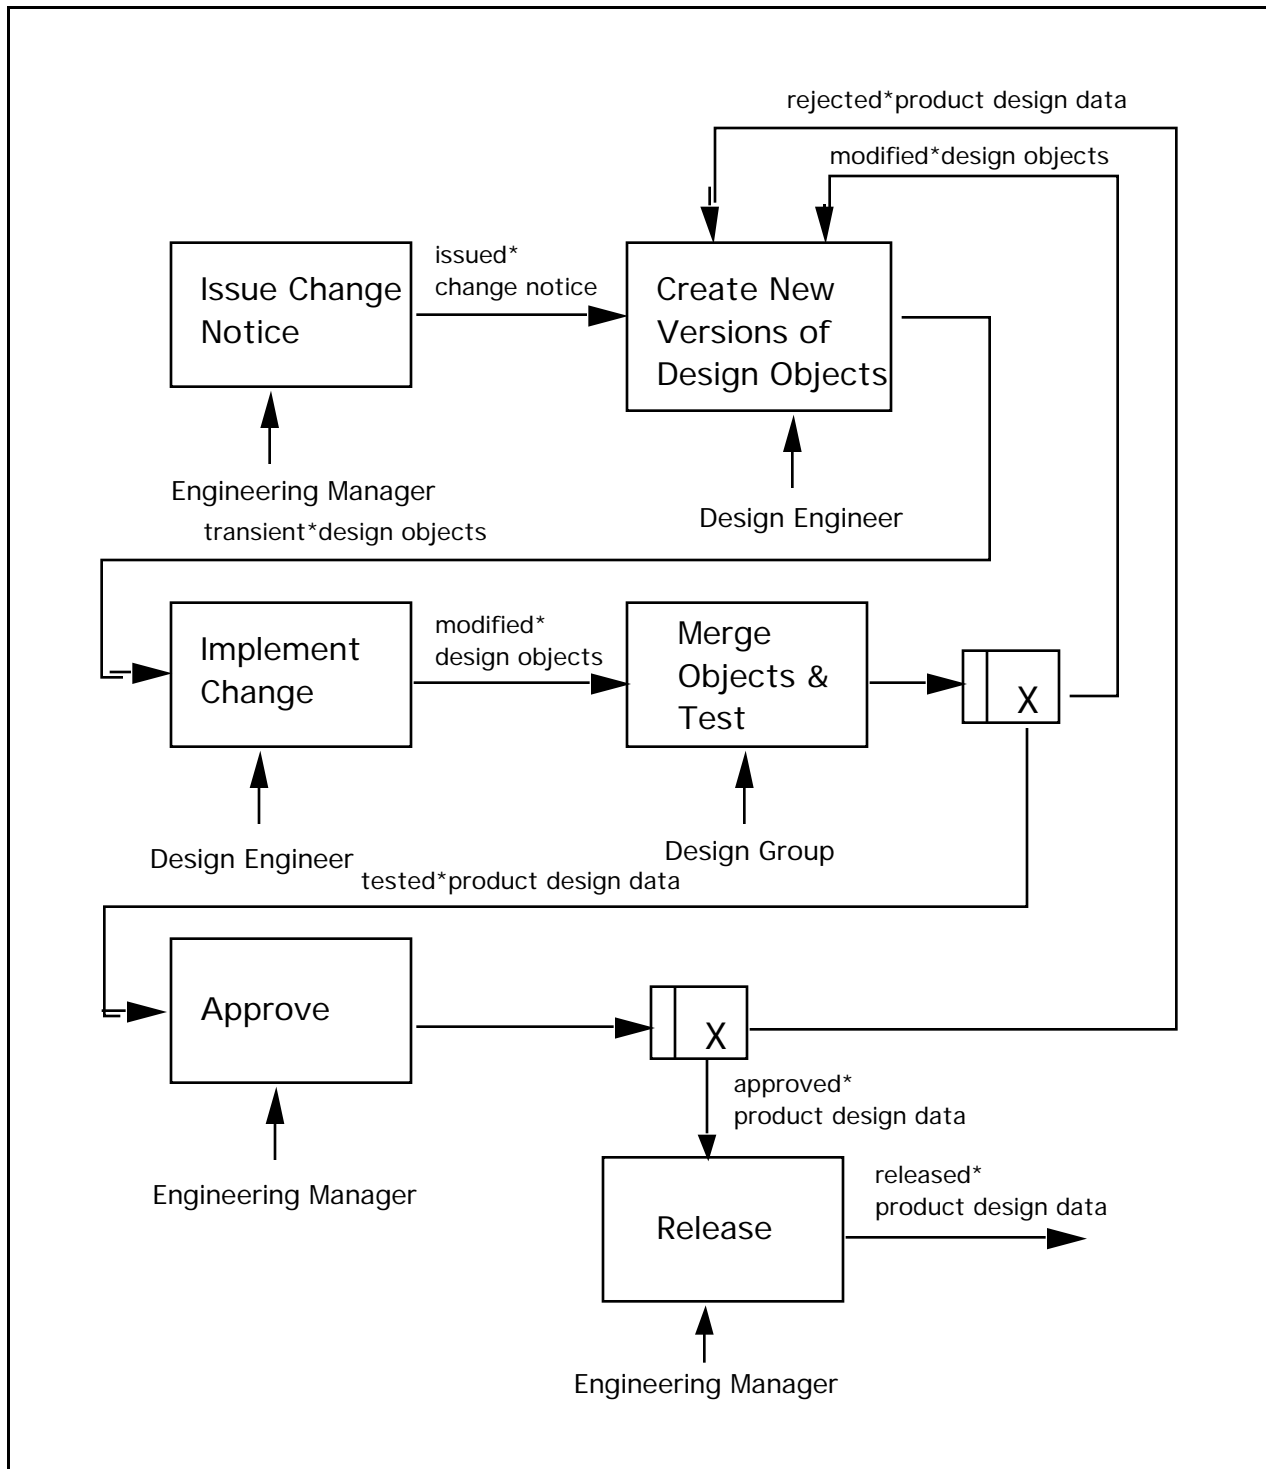 rejected*product design data
modified*design objects
issued*
change notice
Issue Change
Notice
Create New
Versions of
Design Objects
Engineering Manager
Design Engineer
transient*design objects
Implement
Change
modified*
design objects
Merge
Objects &
Test
X
Design Engineer
Design Group
tested*product design data
Approve
X
approved*
product design data
Engineering Manager
Release
released*
product design data
Engineering Manager